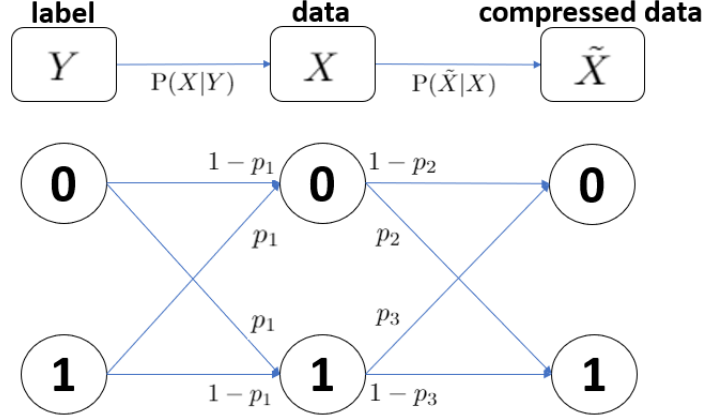 label data compressed data
Y X X̃
P(X|Y) P(X̃|X)
1 − p₁ 1 − p₂
0 0 0
p₁ p₂
p₁ p₃
1 1 1
1 − p₁ 1 − p₃